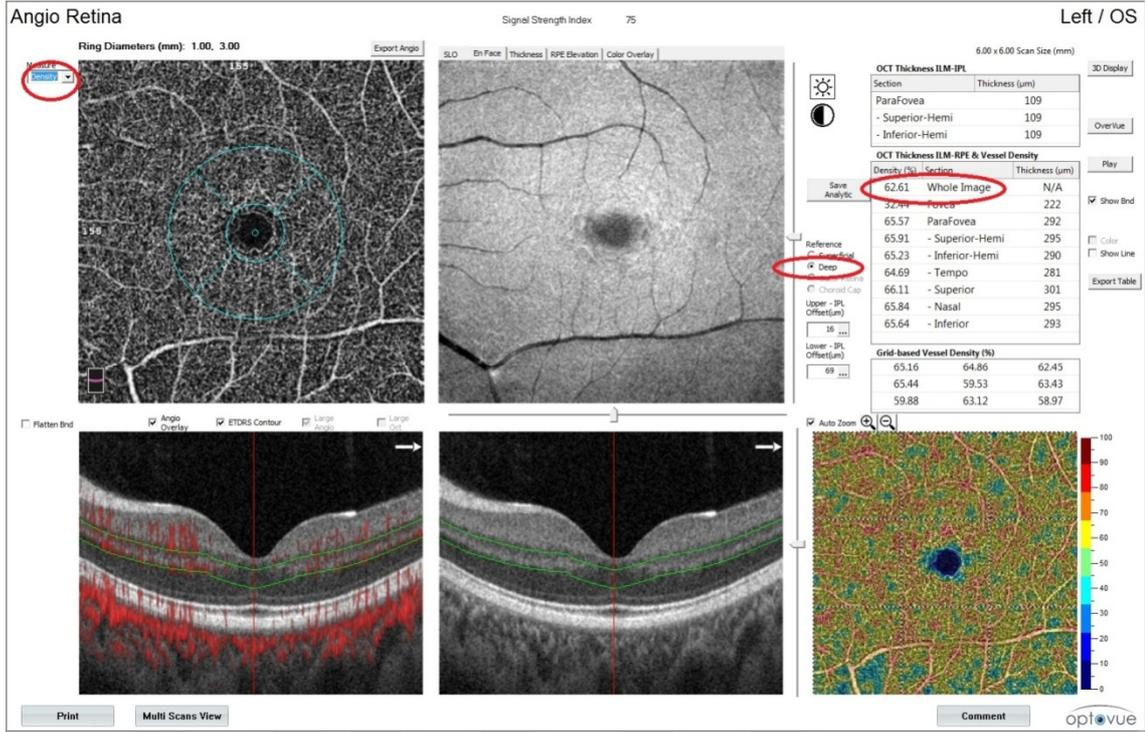 Angio Retina
Signal Strength Index 75
Left / OS
Ring Diameters (mm): 1.00, 3.00
Export Angio
Measure
Density
155
158
SLO En Face Thickness RPE Elevation Color Overlay
6.00 x 6.00 Scan Size (mm)
OCT Thickness ILM-IPL
Section Thickness (µm)
ParaFovea 109
- Superior-Hemi 109
- Inferior-Hemi 109
3D Display
OverVue
OCT Thickness ILM-RPE & Vessel Density
Density (%) Section Thickness (µm)
62.61 Whole Image N/A
32.44 Fovea 222
65.57 ParaFovea 292
65.91 - Superior-Hemi 295
65.23 - Inferior-Hemi 290
64.69 - Tempo 281
66.11 - Superior 301
65.84 - Nasal 295
65.64 - Inferior 293
Play
Show Bnd
Color
Show Line
Export Table
Save
Analytic
Reference
Superficial
Deep
Choroid Cap
Upper - IPL
Offset(um)
16 ...
Lower - IPL
Offset(um)
69 ...
Grid-based Vessel Density (%)
65.16 64.86 62.45
65.44 59.53 63.43
59.88 63.12 58.97
Flatten Bnd
Angio
Overlay
ETDRS Contour
Large
Angio
Large
Oct
Auto Zoom
100
90
80
70
60
50
40
30
20
10
0
Print
Multi Scans View
Comment
optovue